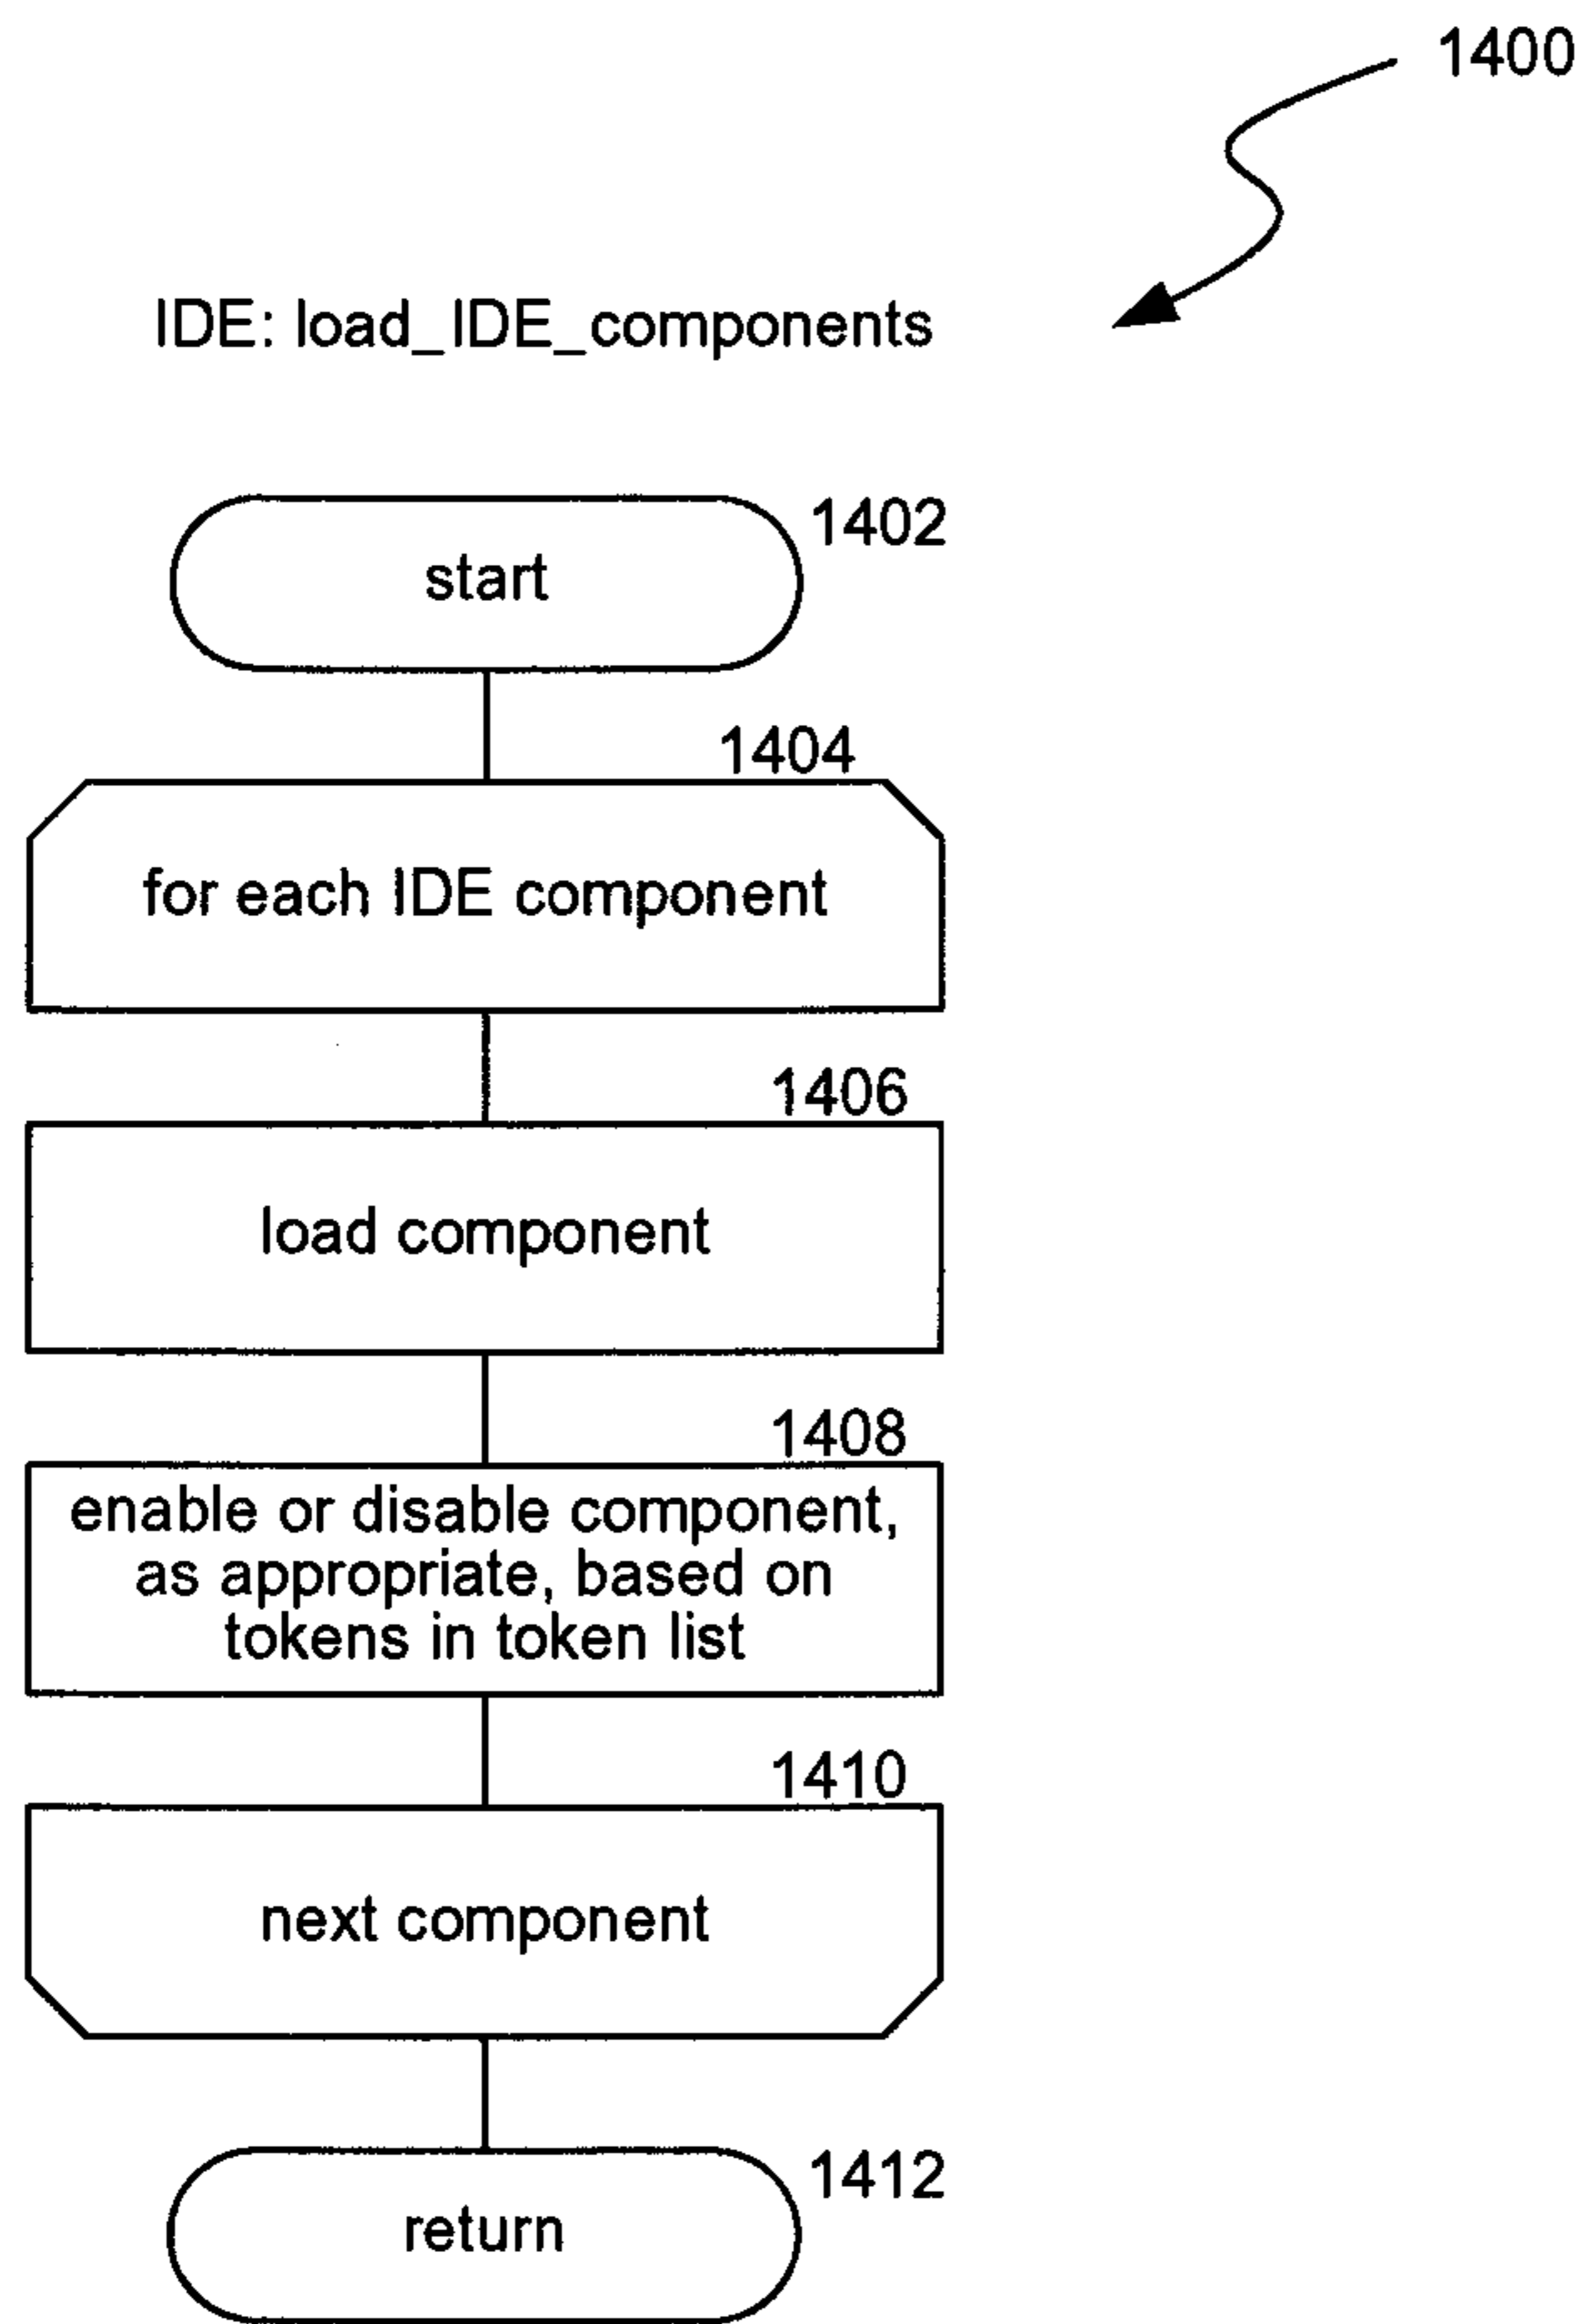 1400
IDE: load_IDE_components
1402
start
1404
for each IDE component
1406
load component
1408
enable or disable component,
as appropriate, based on
tokens in token list
1410
next component
1412
return